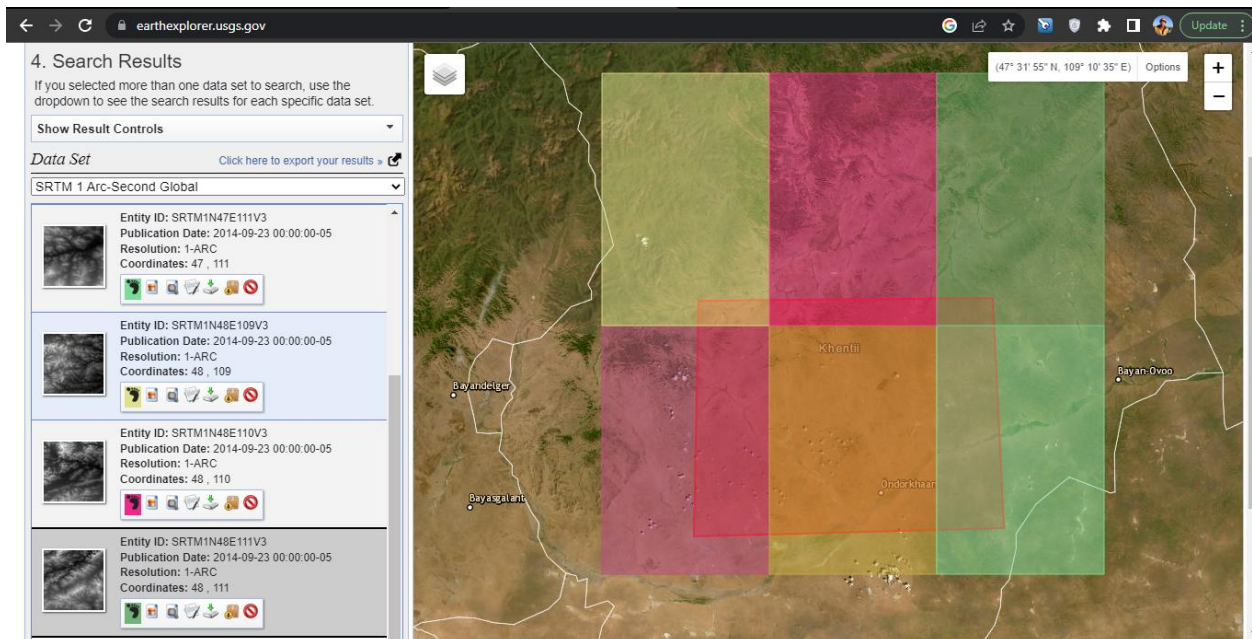 earthexplorer.usgs.gov
Update
4. Search Results
If you selected more than one data set to search, use the
dropdown to see the search results for each specific data set.
Show Result Controls
Data Set
Click here to export your results »
SRTM 1 Arc-Second Global
Entity ID: SRTM1N47E111V3
Publication Date: 2014-09-23 00:00:00-05
Resolution: 1-ARC
Coordinates: 47 , 111
Entity ID: SRTM1N48E109V3
Publication Date: 2014-09-23 00:00:00-05
Resolution: 1-ARC
Coordinates: 48 , 109
Entity ID: SRTM1N48E110V3
Publication Date: 2014-09-23 00:00:00-05
Resolution: 1-ARC
Coordinates: 48 , 110
Entity ID: SRTM1N48E111V3
Publication Date: 2014-09-23 00:00:00-05
Resolution: 1-ARC
Coordinates: 48 , 111
(47° 31' 55" N, 109° 10' 35" E)
Options
+
−
Khentii
Bayandelger
Bayan-Ovoo
Ondorkhaan
Bayasgalant